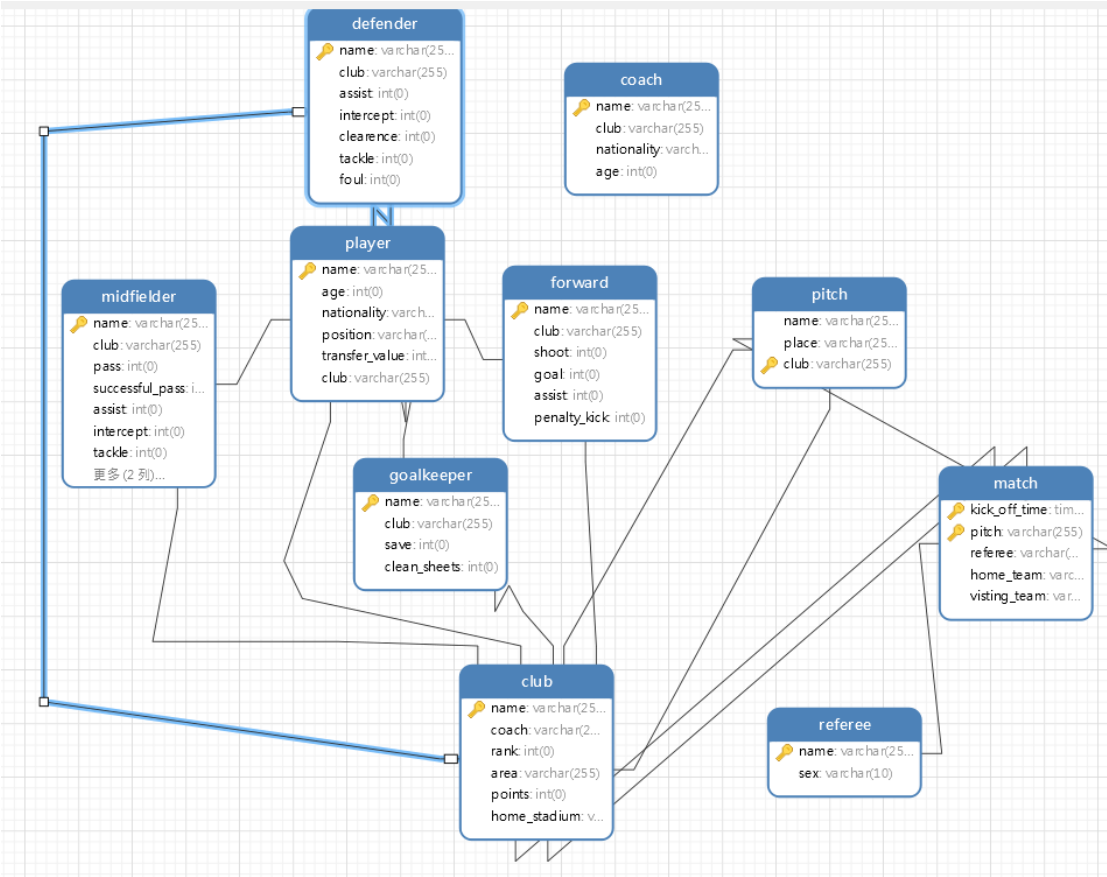 defender
name: varchar(25...
club: varchar(255)
assist: int(0)
intercept: int(0)
clearence: int(0)
tackle: int(0)
foul: int(0)
coach
name: varchar(25...
club: varchar(255)
nationality: varch...
age: int(0)
player
name: varchar(25...
age: int(0)
nationality: varch...
position: varchar(...
transfer_value: int...
club: varchar(255)
midfielder
name: varchar(25...
club: varchar(255)
pass: int(0)
successful_pass: i...
assist: int(0)
intercept: int(0)
tackle: int(0)
更多(2 列)...
forward
name: varchar(25...
club: varchar(255)
shoot: int(0)
goal: int(0)
assist: int(0)
penalty_kick: int(0)
pitch
name: varchar(25...
place: varchar(25...
club: varchar(255)
goalkeeper
name: varchar(25...
club: varchar(255)
save: int(0)
clean_sheets: int(0)
match
kick_off_time: tim...
pitch: varchar(255)
referee: varchar(...
home_team: varc...
visting_team: var...
club
name: varchar(25...
coach: varchar(2...
rank: int(0)
area: varchar(255)
points: int(0)
home_stadium: v...
referee
name: varchar(25...
sex: varchar(10)